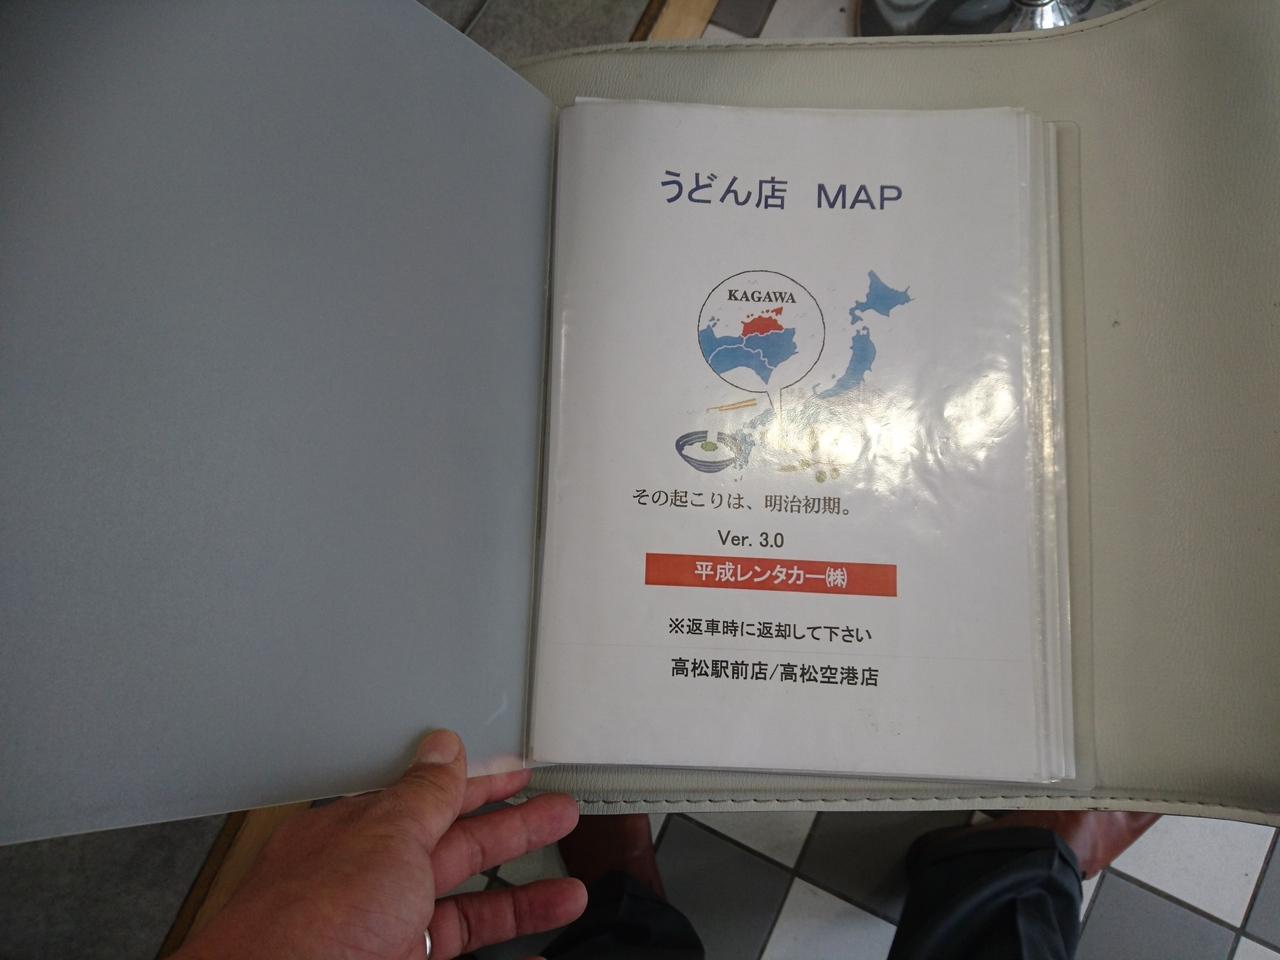 うどん店　MAP
KAGAWA
その起こりは、明治初期。
Ver. 3.0
平成レンタカー㈱
※返車時に返却して下さい
高松駅前店/高松空港店